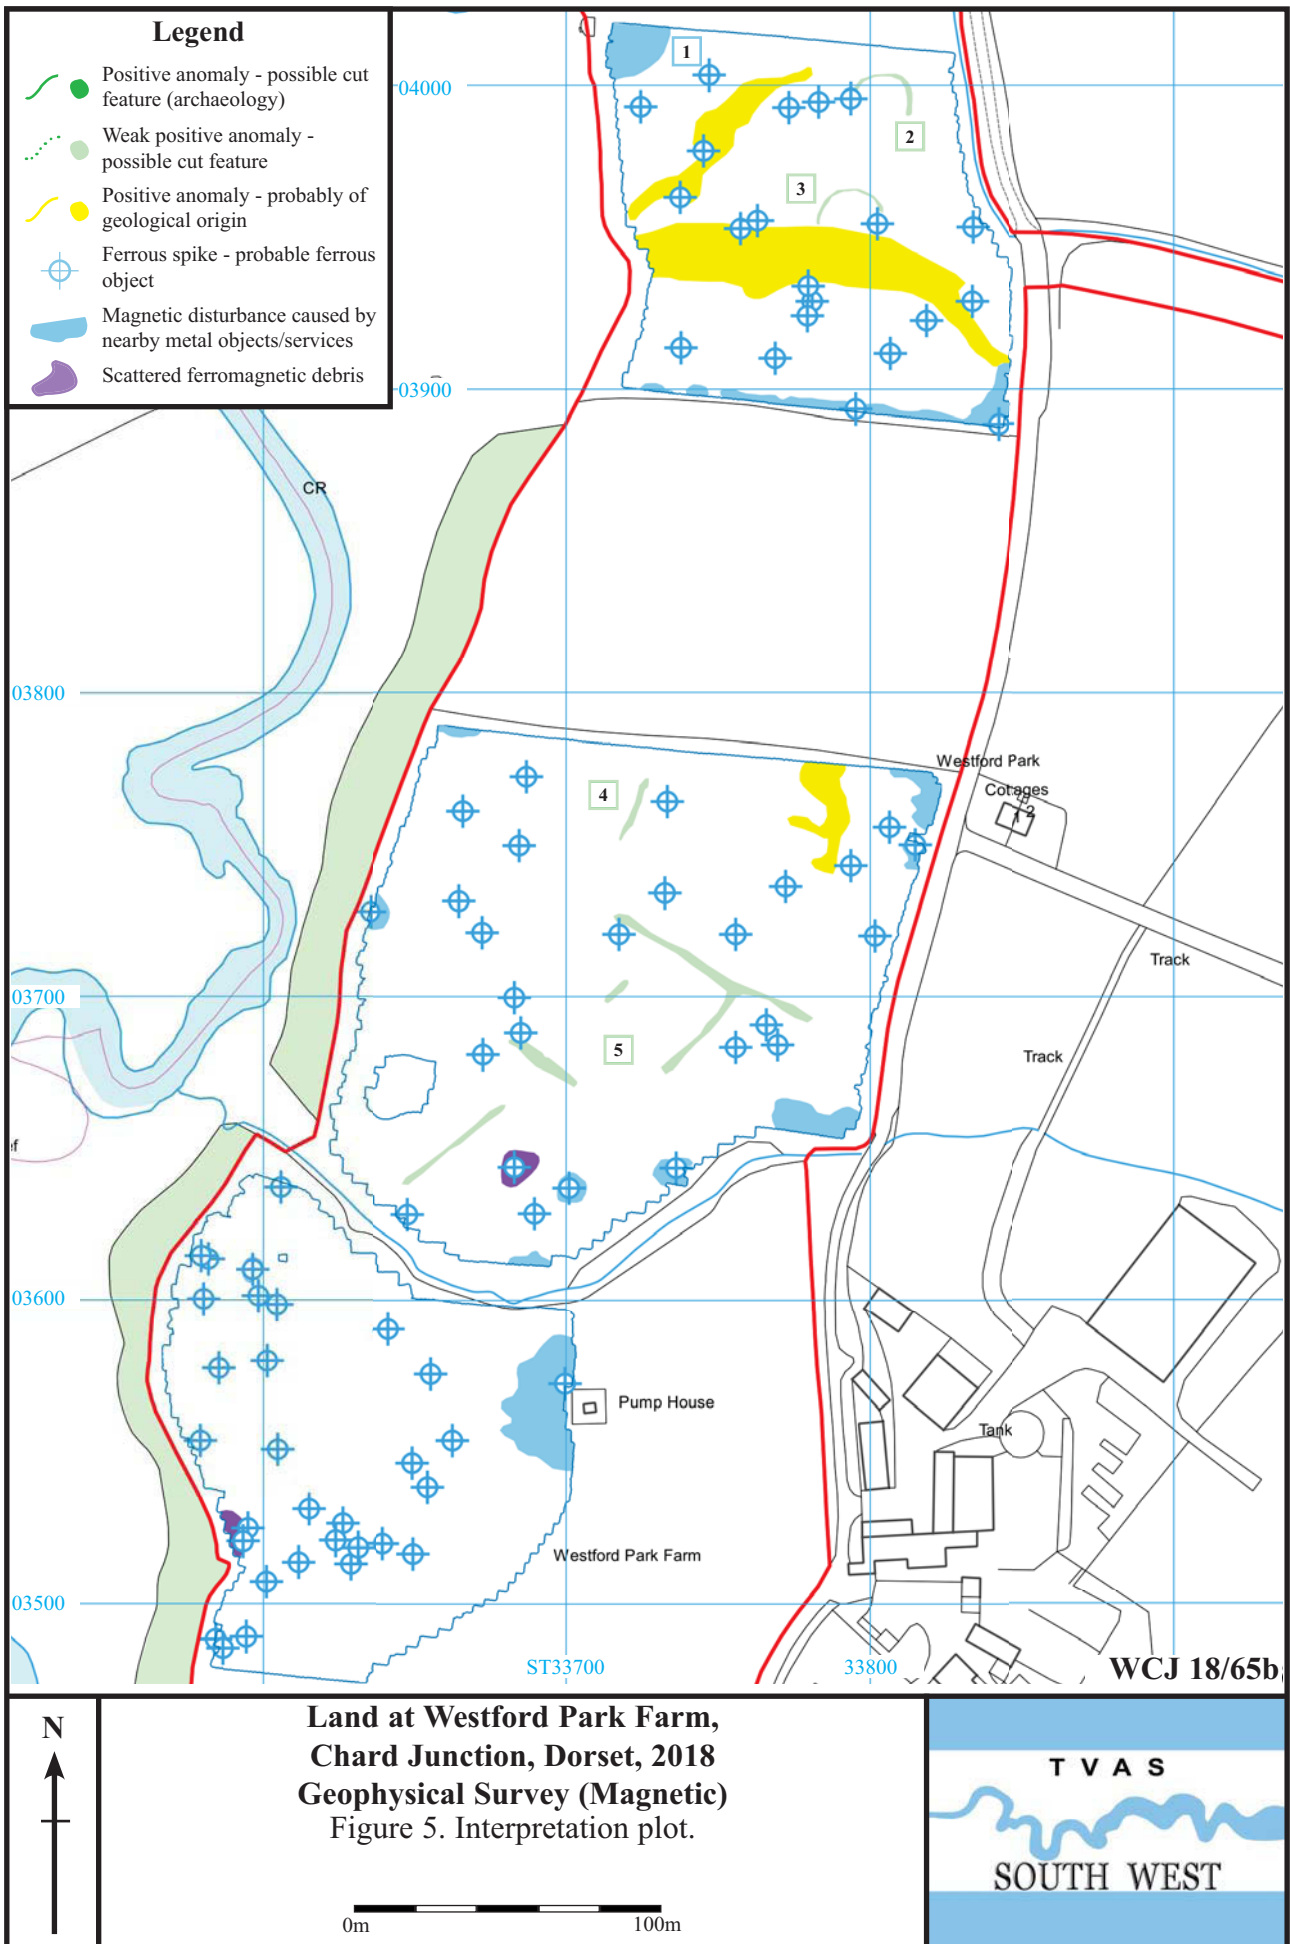 Legend
Positive anomaly - possible cut
feature (archaeology)
Weak positive anomaly -
possible cut feature
Positive anomaly - probably of
geological origin
Ferrous spike - probable ferrous
object
Magnetic disturbance caused by
nearby metal objects/services
Scattered ferromagnetic debris
1
04000
2
3
03900
CR
03800
Westford Park
Cottages
1
2
4
Track
03700
5
Track
ef
03600
Pump House
Tank
Westford Park Farm
03500
ST33700
33800
WCJ 18/65b
N
Land at Westford Park Farm,
Chard Junction, Dorset, 2018
Geophysical Survey (Magnetic)
Figure 5. Interpretation plot.
0m
100m
TVAS
SOUTH WEST